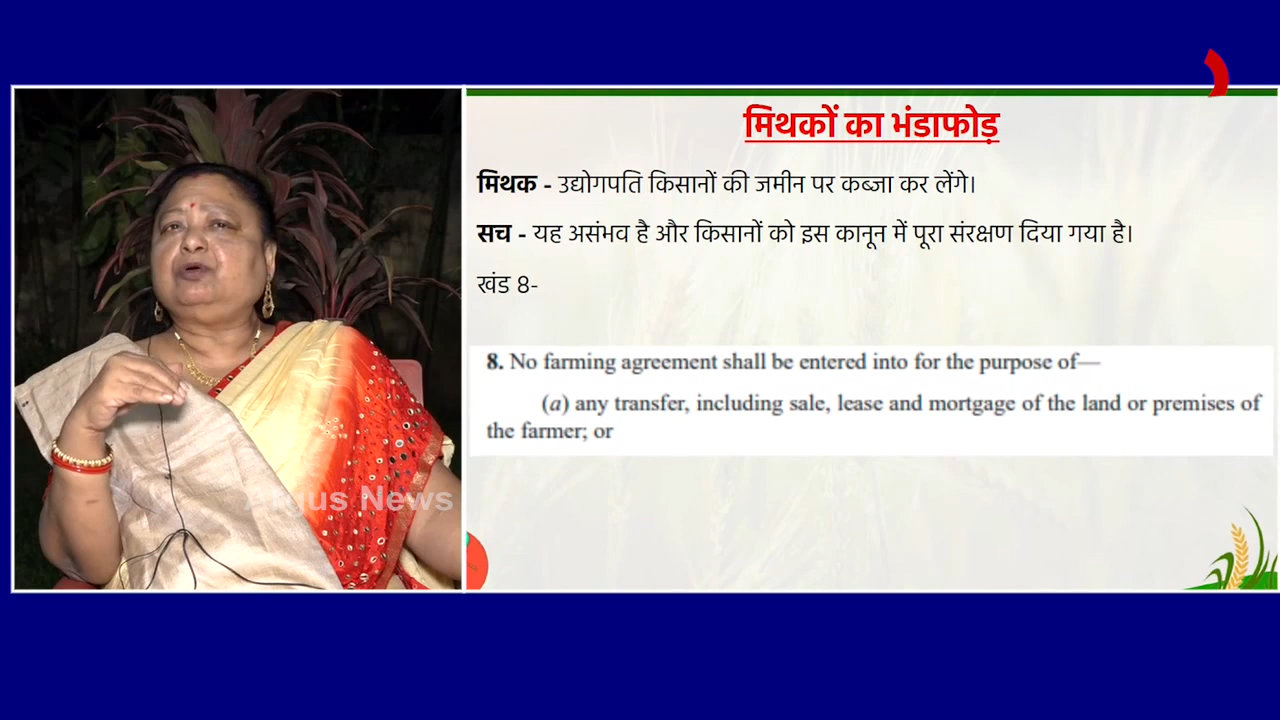 मिथकों का भंडाफोड़
मिथक - उद्योगपति किसानों की जमीन पर कब्जा कर लेंगे।
सच - यह असंभव है और किसानों को इस कानून में पूरा संरक्षण दिया गया है।
खंड 8-
8. No farming agreement shall be entered into for the purpose of—
(a) any transfer, including sale, lease and mortgage of the land or premises of
the farmer; or
Argus News